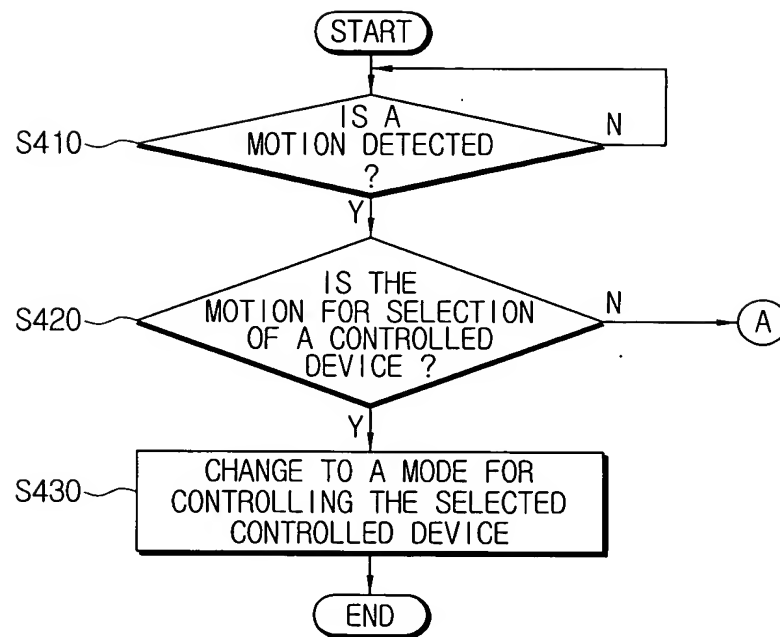 START
IS A
MOTION DETECTED
?
N
S410
Y
IS THE
MOTION FOR SELECTION
OF A CONTROLLED
DEVICE ?
N
A
S420
Y
CHANGE TO A MODE FOR
CONTROLLING THE SELECTED
CONTROLLED DEVICE
S430
END